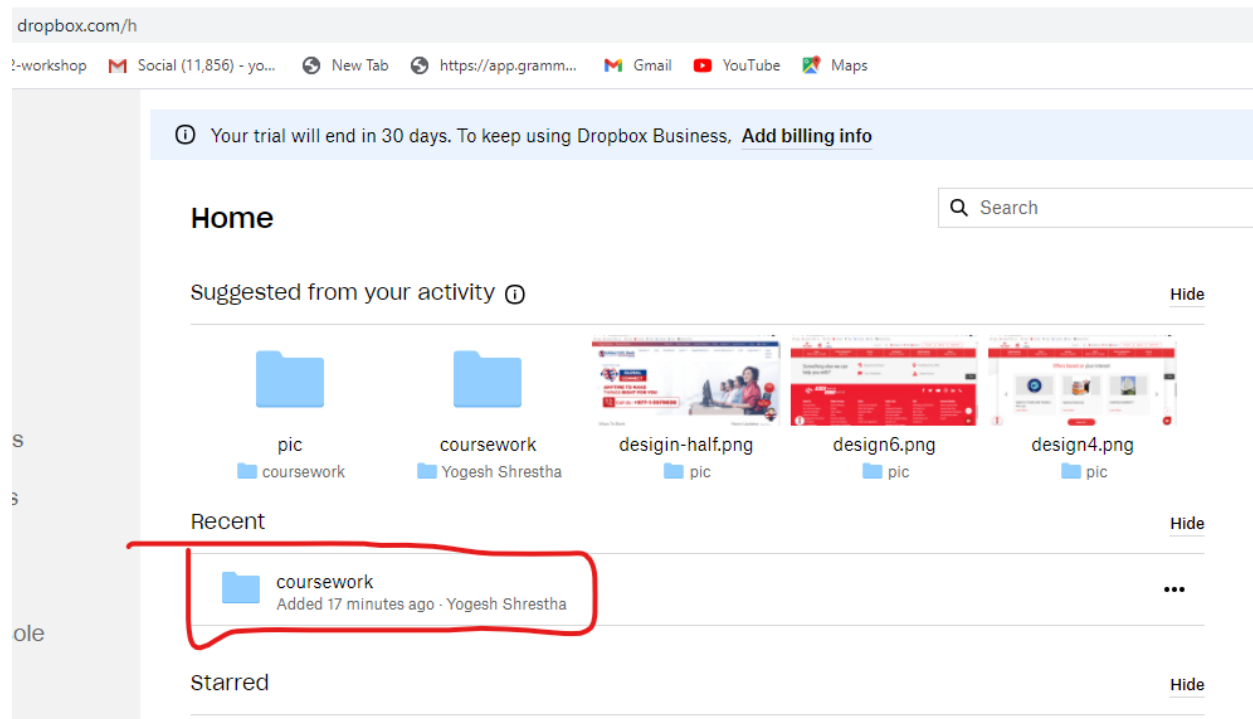 dropbox.com/h
2-workshop Social (11,856) - yo... New Tab https://app.gramm... Gmail YouTube Maps
Your trial will end in 30 days. To keep using Dropbox Business, Add billing info
Home
Search
Suggested from your activity
Hide
pic coursework desigin-half.png design6.png design4.png
coursework Yogesh Shrestha pic pic pic
Recent
Hide
coursework
Added 17 minutes ago · Yogesh Shrestha
ole
Starred
Hide